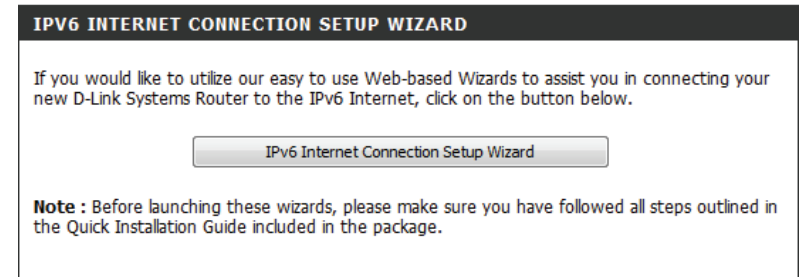 IPV6 INTERNET CONNECTION SETUP WIZARD
If you would like to utilize our easy to use Web-based Wizards to assist you in connecting your
new D-Link Systems Router to the IPv6 Internet, click on the button below.
IPv6 Internet Connection Setup Wizard
Note : Before launching these wizards, please make sure you have followed all steps outlined in
the Quick Installation Guide included in the package.